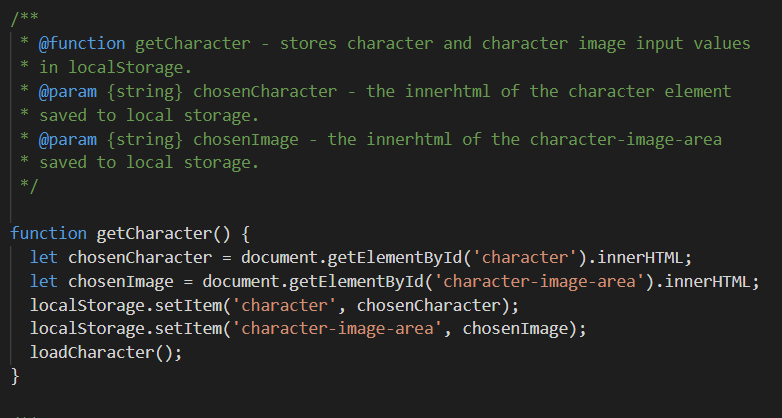 /**
 * @function getCharacter - stores character and character image input values
 * in localStorage.
 * @param {string} chosenCharacter - the innerhtml of the character element
 * saved to local storage.
 * @param {string} chosenImage - the innerhtml of the character-image-area
 * saved to local storage.
 */
function getCharacter() {
  let chosenCharacter = document.getElementById('character').innerHTML;
  let chosenImage = document.getElementById('character-image-area').innerHTML;
  localStorage.setItem('character', chosenCharacter);
  localStorage.setItem('character-image-area', chosenImage);
  loadCharacter();
}